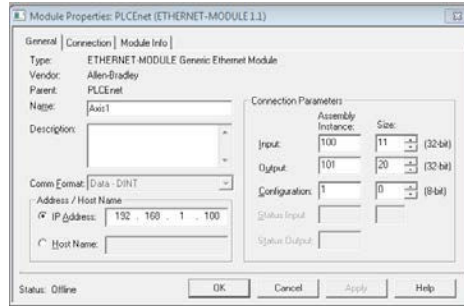 Module Properties: PLCEnet (ETHERNET-MODULE 1.1)
General Connection Module Info
Type: ETHERNET-MODULE Generic Ethernet Module
Vendor: Allen-Bradley
Parent: PLCEnet
Name: Axis1
Description:
Comm Format: Data - DINT
Address / Host Name
IP Address: 192 . 168 . 1 . 100
Host Name:
Connection Parameters
Assembly Instance: Size:
Input: 100 11 (32-bit)
Output: 101 20 (32-bit)
Configuration: 1 0 (8-bit)
Status Input
Status Output
Status: Offline
OK Cancel Apply Help